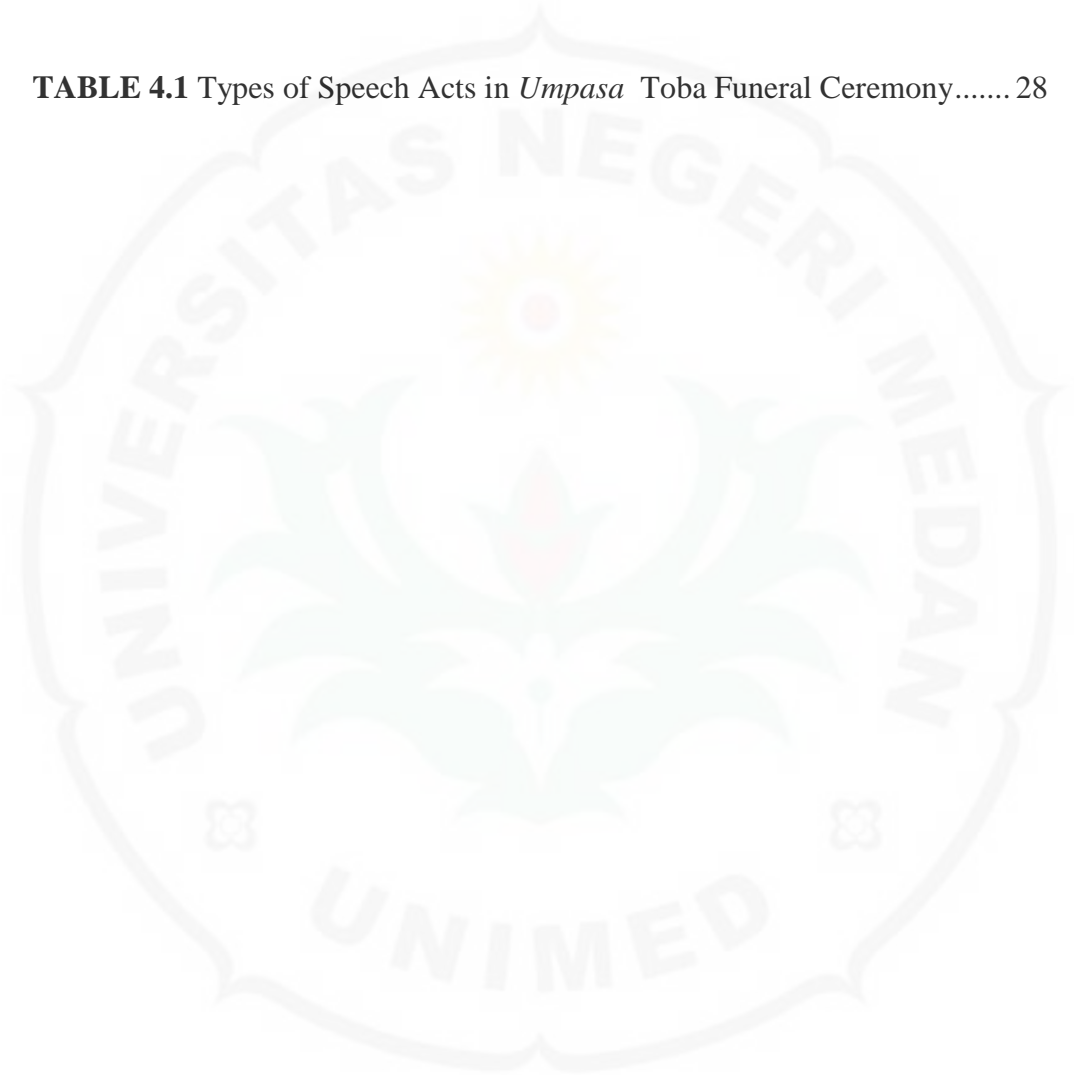 TABLE 4.1 Types of Speech Acts in Umpasa  Toba Funeral Ceremony....... 28
UNIVERSITAS NEGERI MEDAN
UNIMED